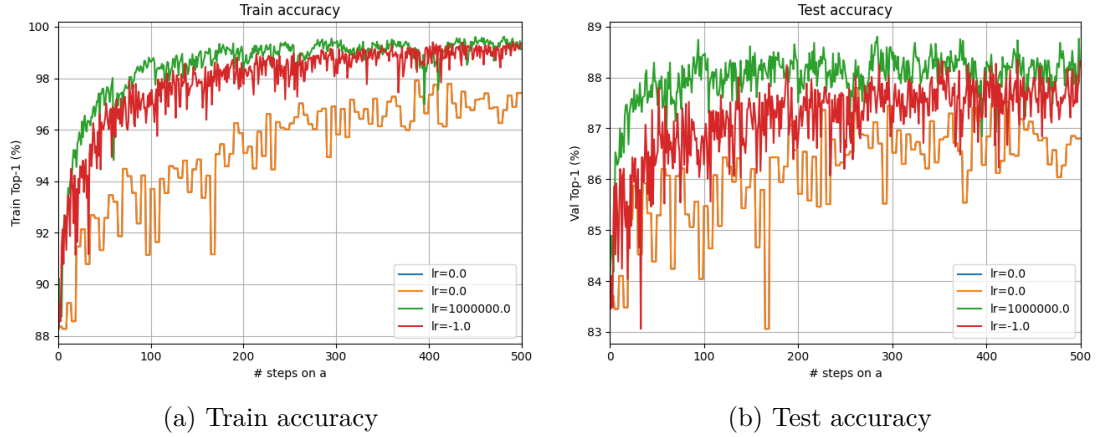 Train accuracy
Train Top-1 (%)
100
98
96
94
92
90
88
0
100
200
300
400
500
# steps on a
lr=0.0
lr=0.0
lr=1000000.0
lr=-1.0
(a) Train accuracy
Test accuracy
Val Top-1 (%)
89
88
87
86
85
84
83
0
100
200
300
400
500
# steps on a
lr=0.0
lr=0.0
lr=1000000.0
lr=-1.0
(b) Test accuracy